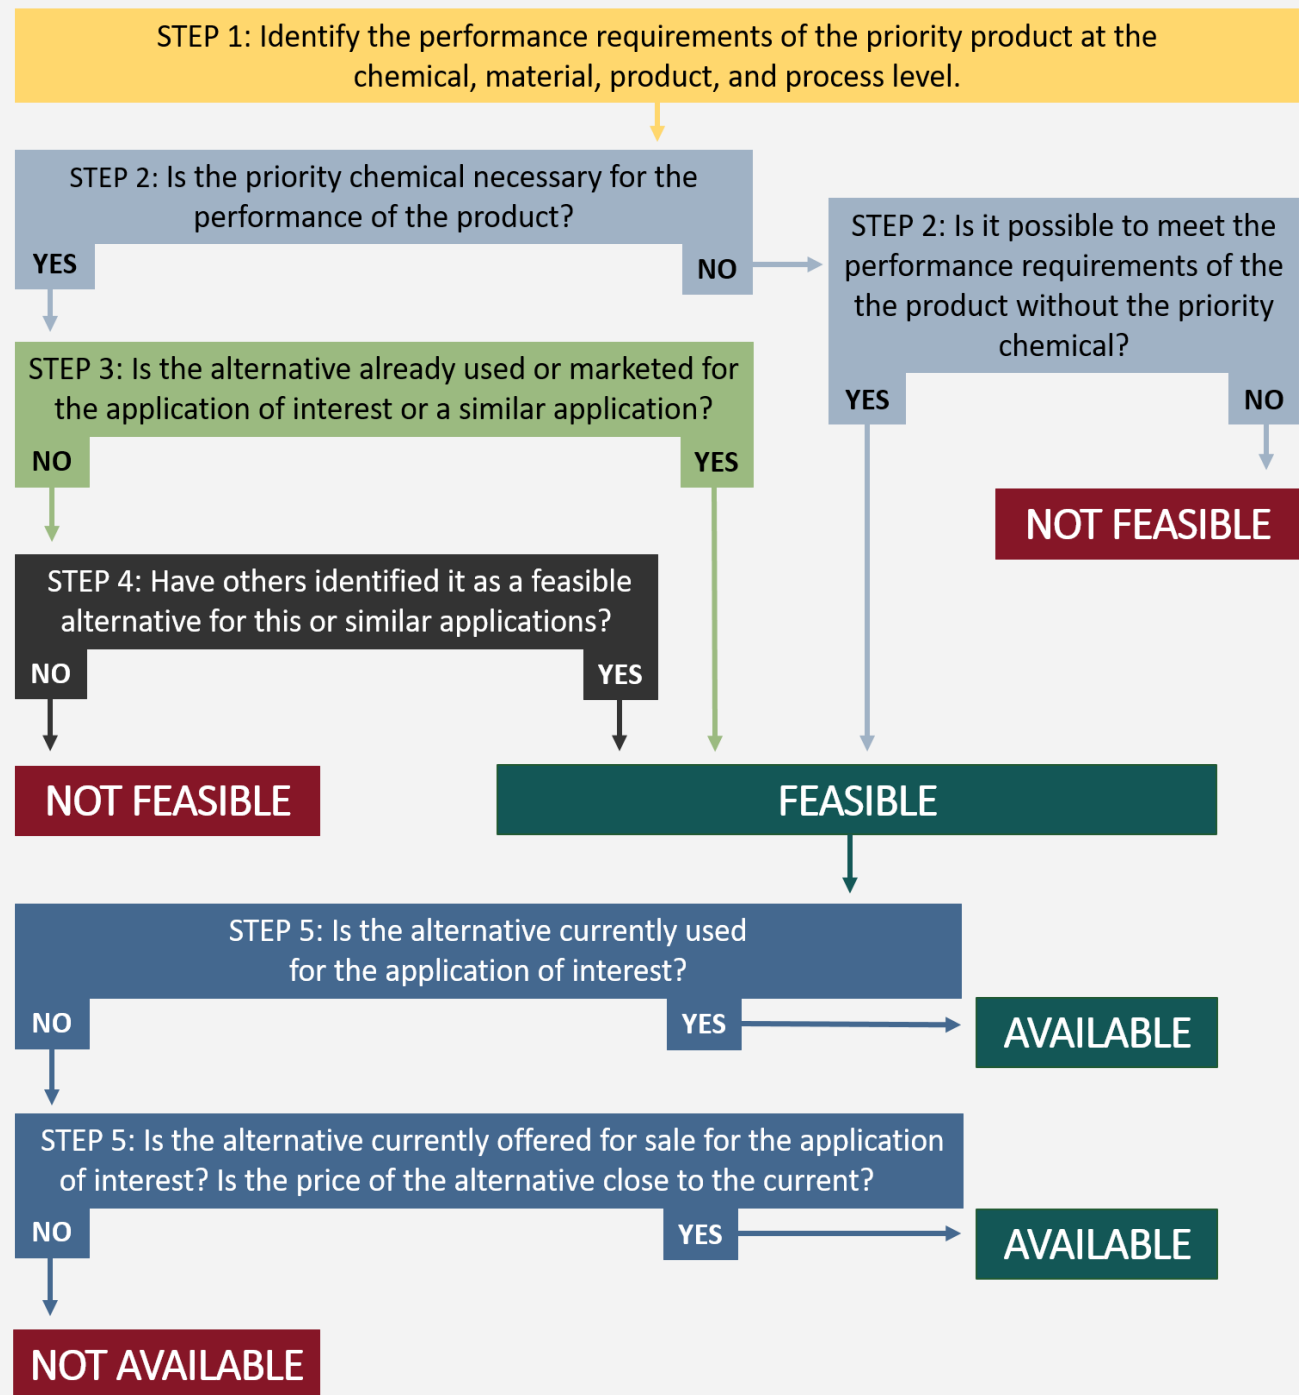 STEP 1: Identify the performance requirements of the priority product at the
chemical, material, product, and process level.
STEP 2: Is the priority chemical necessary for the
performance of the product?
YES
NO
STEP 2: Is it possible to meet the
performance requirements of the
the product without the priority
chemical?
YES
NO
NOT FEASIBLE
STEP 3: Is the alternative already used or marketed for
the application of interest or a similar application?
NO
YES
STEP 4: Have others identified it as a feasible
alternative for this or similar applications?
NO
YES
NOT FEASIBLE
FEASIBLE
STEP 5: Is the alternative currently used
for the application of interest?
NO
YES
AVAILABLE
STEP 5: Is the alternative currently offered for sale for the application
of interest? Is the price of the alternative close to the current?
NO
YES
AVAILABLE
NOT AVAILABLE